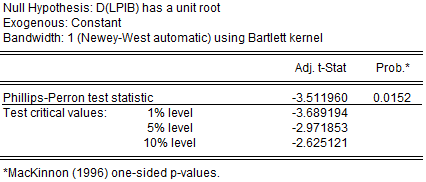 Null Hypothesis: D(LPIB) has a unit root
Exogenous: Constant
Bandwidth: 1 (Newey-West automatic) using Bartlett kernel
Adj. t-Stat Prob.*
Phillips-Perron test statistic -3.511960 0.0152
Test critical values: 1% level -3.689194
5% level -2.971853
10% level -2.625121
*MacKinnon (1996) one-sided p-values.